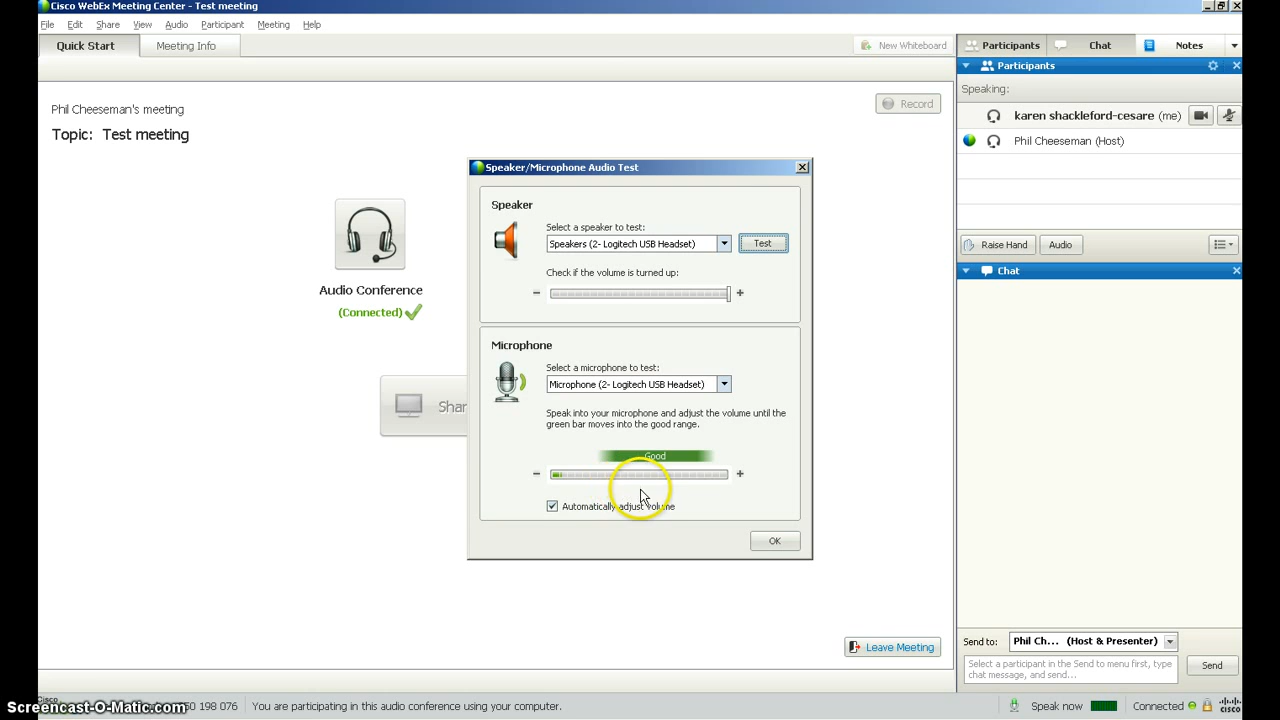 Cisco WebEx Meeting Center - Test meeting
File Edit Share View Audio Participant Meeting Help
Quick Start Meeting Info New Whiteboard
Participants Chat Notes
Participants
Speaking:
karen shackleford-cesare (me)
Phil Cheeseman (Host)
Raise Hand Audio
Chat
Phil Cheeseman's meeting
Record
Topic: Test meeting
Audio Conference
(Connected)
Speaker/Microphone Audio Test
Speaker
Select a speaker to test:
Speakers (2- Logitech USB Headset) Test
Check if the volume is turned up:
Microphone
Select a microphone to test:
Microphone (2- Logitech USB Headset)
Speak into your microphone and adjust the volume until the
green bar moves into the good range.
Good
Automatically adjust volume
OK
Leave Meeting
Send to: Phil Ch... (Host & Presenter)
Select a participant in the Send to menu first, type
chat message, and send...
Send
Screencast-O-Matic.com
198 076 You are participating in this audio conference using your computer. Speak now Connected
cisco